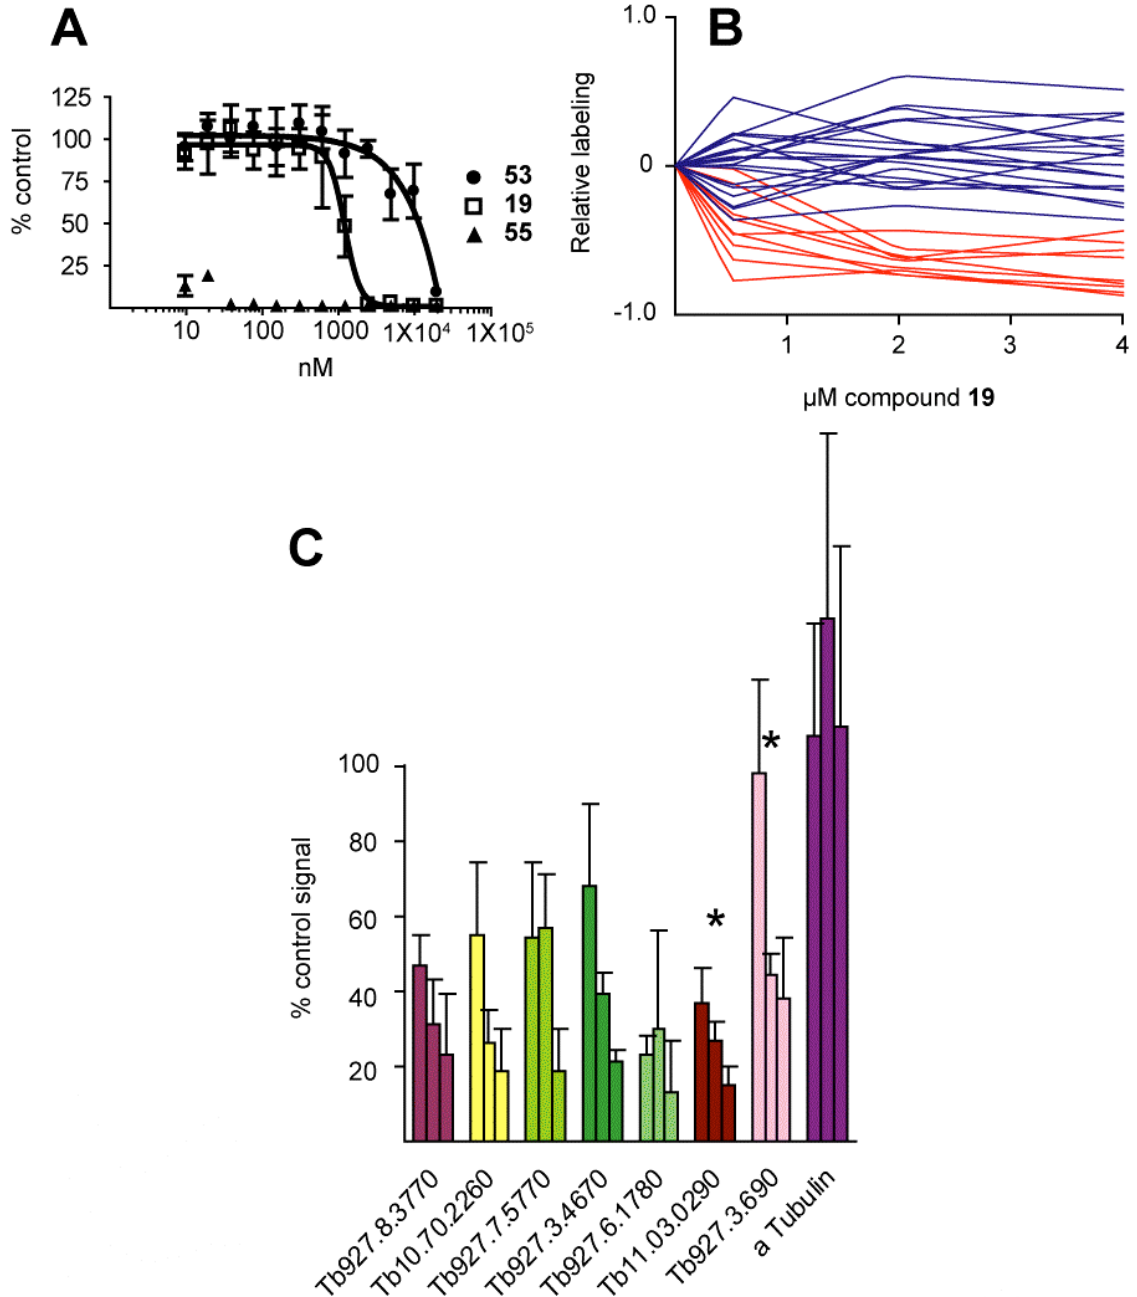 A
125
100
75
50
25
% control
10
100
1000
1X10⁴
1X10⁵
nM
53
19
55
B
1.0
0
-1.0
Relative labeling
1
2
3
4
µM compound 19
C
100
80
60
40
20
% control signal
*
*
Tb927.8.3770
Tb10.70.2260
Tb927.7.5770
Tb927.3.4670
Tb927.6.1780
Tb11.03.0290
Tb927.3.690
a Tubulin